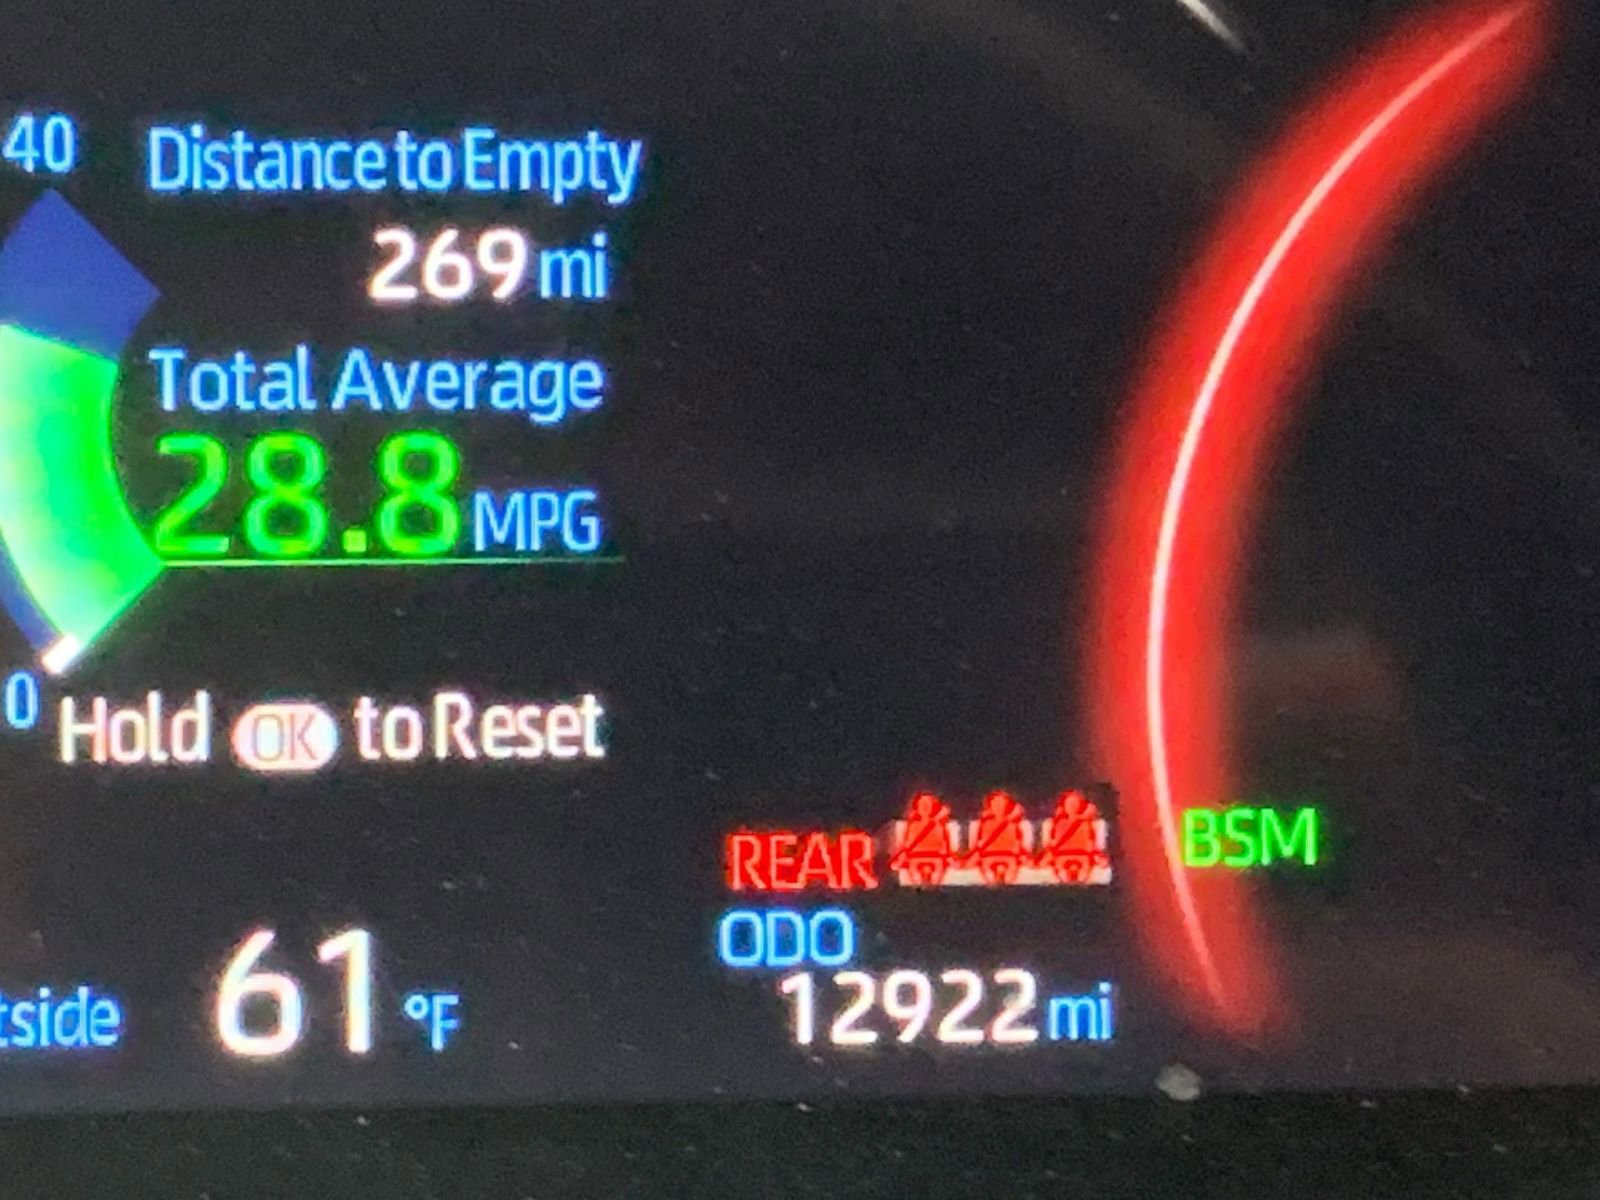 40
Distance to Empty
269 mi
Total Average
28.8 MPG
0
Hold OK to Reset
REAR
BSM
ODO
12922 mi
tside 61 °F